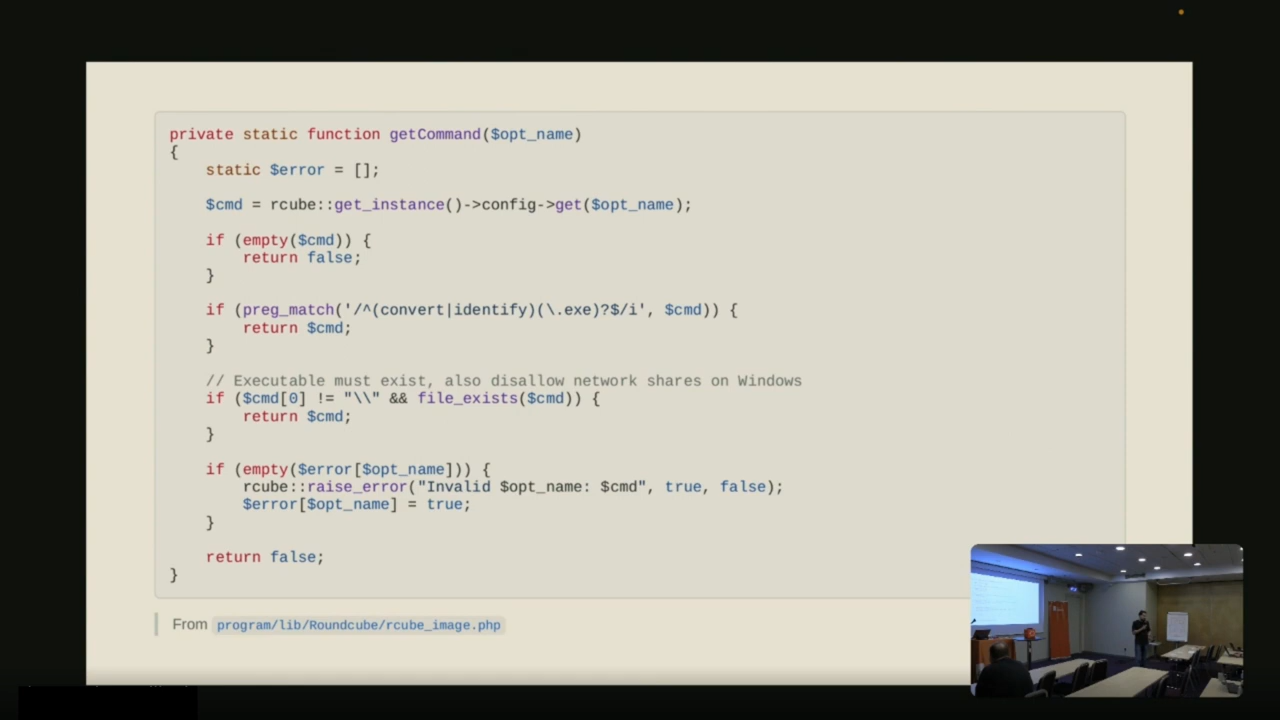 private static function getCommand($opt_name)
{
static $error = [];
$cmd = rcube::get_instance()->config->get($opt_name);
if (empty($cmd)) {
return false;
}
if (preg_match('/^(convert|identify)(\.exe)?$/i', $cmd)) {
return $cmd;
}
// Executable must exist, also disallow network shares on Windows
if ($cmd[0] != "\\" && file_exists($cmd)) {
return $cmd;
}
if (empty($error[$opt_name])) {
rcube::raise_error("Invalid $opt_name: $cmd", true, false);
$error[$opt_name] = true;
}
return false;
}
From program/lib/Roundcube/rcube_image.php